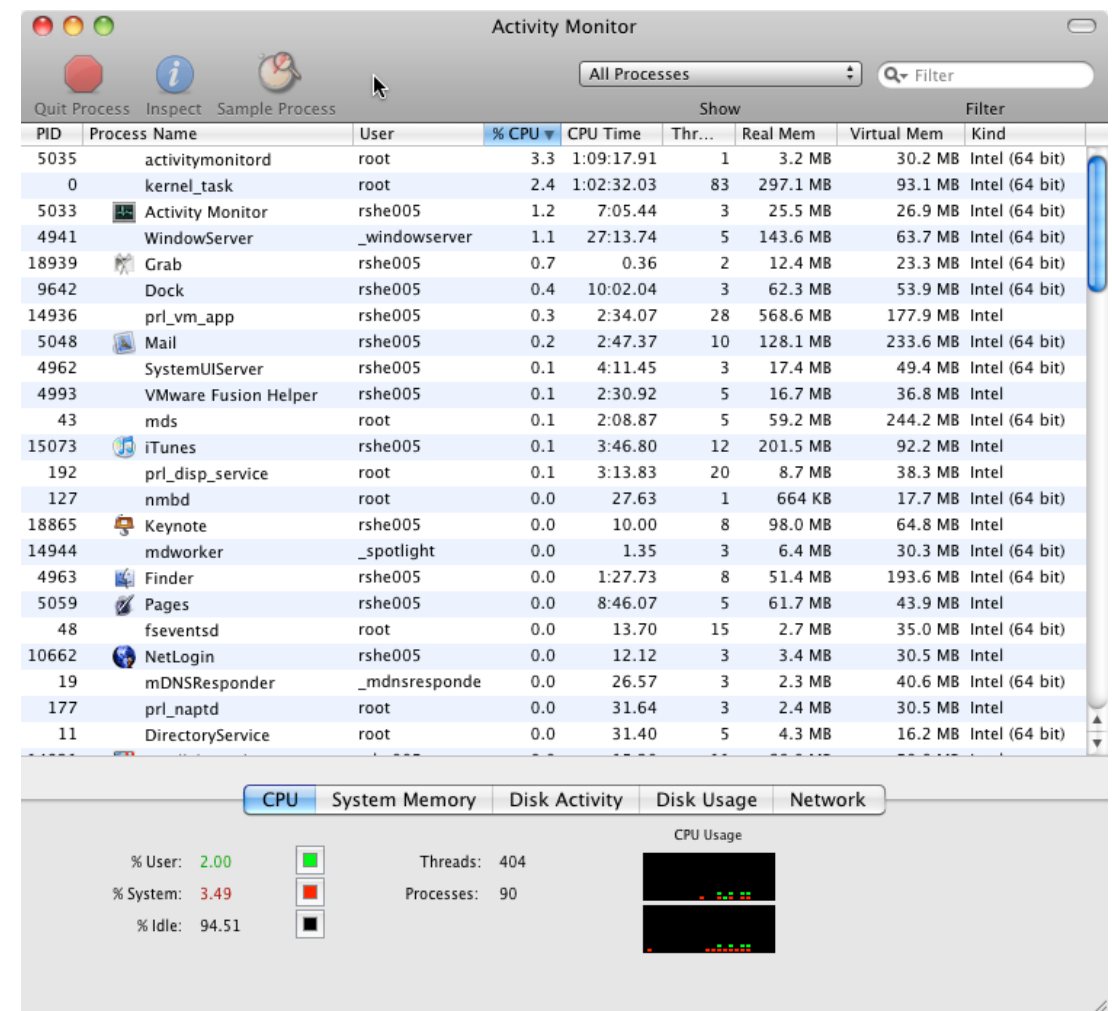 Activity Monitor
All Processes
Filter
Quit Process Inspect Sample Process Show Filter
PID Process Name User % CPU CPU Time Thr... Real Mem Virtual Mem Kind
5035 activitymonitord root 3.3 1:09:17.91 1 3.2 MB 30.2 MB Intel (64 bit)
0 kernel_task root 2.4 1:02:32.03 83 297.1 MB 93.1 MB Intel (64 bit)
5033 Activity Monitor rshe005 1.2 7:05.44 3 25.5 MB 26.9 MB Intel (64 bit)
4941 WindowServer _windowserver 1.1 27:13.74 5 143.6 MB 63.7 MB Intel (64 bit)
18939 Grab rshe005 0.7 0.36 2 12.4 MB 23.3 MB Intel (64 bit)
9642 Dock rshe005 0.4 10:02.04 3 62.3 MB 53.9 MB Intel (64 bit)
14936 prl_vm_app rshe005 0.3 2:34.07 28 568.6 MB 177.9 MB Intel
5048 Mail rshe005 0.2 2:47.37 10 128.1 MB 233.6 MB Intel (64 bit)
4962 SystemUIServer rshe005 0.1 4:11.45 3 17.4 MB 49.4 MB Intel (64 bit)
4993 VMware Fusion Helper rshe005 0.1 2:30.92 5 16.7 MB 36.8 MB Intel
43 mds root 0.1 2:08.87 5 59.2 MB 244.2 MB Intel (64 bit)
15073 iTunes rshe005 0.1 3:46.80 12 201.5 MB 92.2 MB Intel
192 prl_disp_service root 0.1 3:13.83 20 8.7 MB 38.3 MB Intel
127 nmbd root 0.0 27.63 1 664 KB 17.7 MB Intel (64 bit)
18865 Keynote rshe005 0.0 10.00 8 98.0 MB 64.8 MB Intel
14944 mdworker _spotlight 0.0 1.35 3 6.4 MB 30.3 MB Intel (64 bit)
4963 Finder rshe005 0.0 1:27.73 8 51.4 MB 193.6 MB Intel (64 bit)
5059 Pages rshe005 0.0 8:46.07 5 61.7 MB 43.9 MB Intel
48 fseventsd root 0.0 13.70 15 2.7 MB 35.0 MB Intel (64 bit)
10662 NetLogin rshe005 0.0 12.12 3 3.4 MB 30.5 MB Intel
19 mDNSResponder _mdnsresponde 0.0 26.57 3 2.3 MB 40.6 MB Intel (64 bit)
177 prl_naptd root 0.0 31.64 3 2.4 MB 30.5 MB Intel
11 DirectoryService root 0.0 31.40 5 4.3 MB 16.2 MB Intel (64 bit)
CPU System Memory Disk Activity Disk Usage Network
CPU Usage
% User: 2.00 Threads: 404
% System: 3.49 Processes: 90
% Idle: 94.51